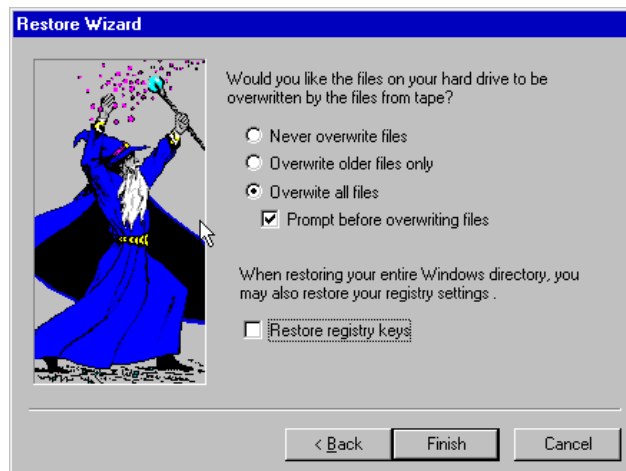 Restore Wizard
Would you like the files on your hard drive to be
overwritten by the files from tape?
Never overwrite files
Overwrite older files only
Overwite all files
Prompt before overwriting files
When restoring your entire Windows directory, you
may also restore your registry settings .
Restore registry keys
< Back
Finish
Cancel